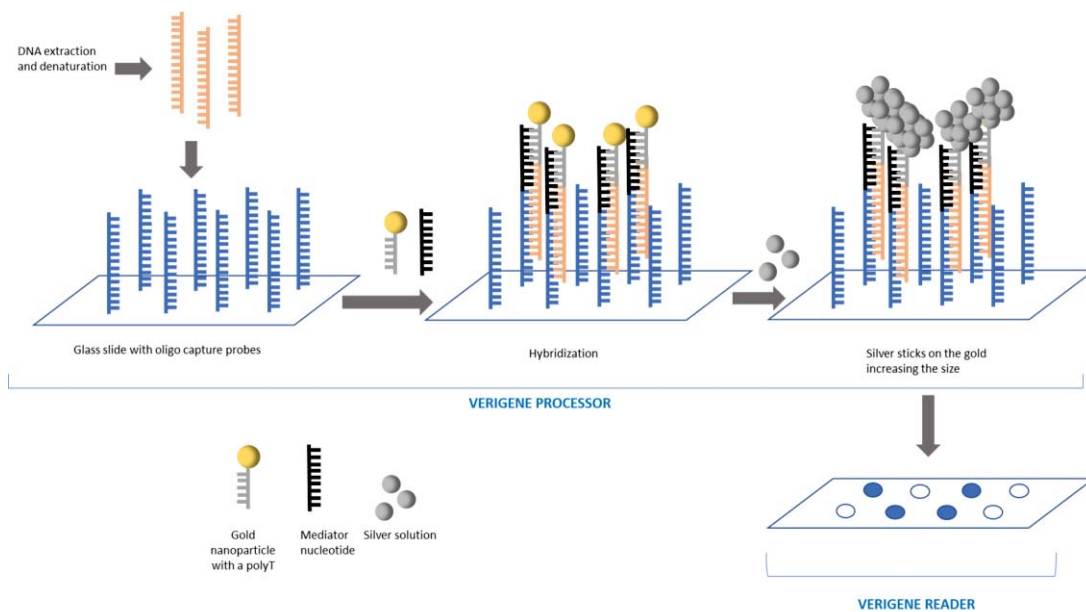 DNA extraction
and denaturation
Glass slide with oligo capture probes
Hybridization
Silver sticks on the gold
increasing the size
VERIGENE PROCESSOR
Gold
nanoparticle
with a polyT
Mediator
nucleotide
Silver solution
VERIGENE READER